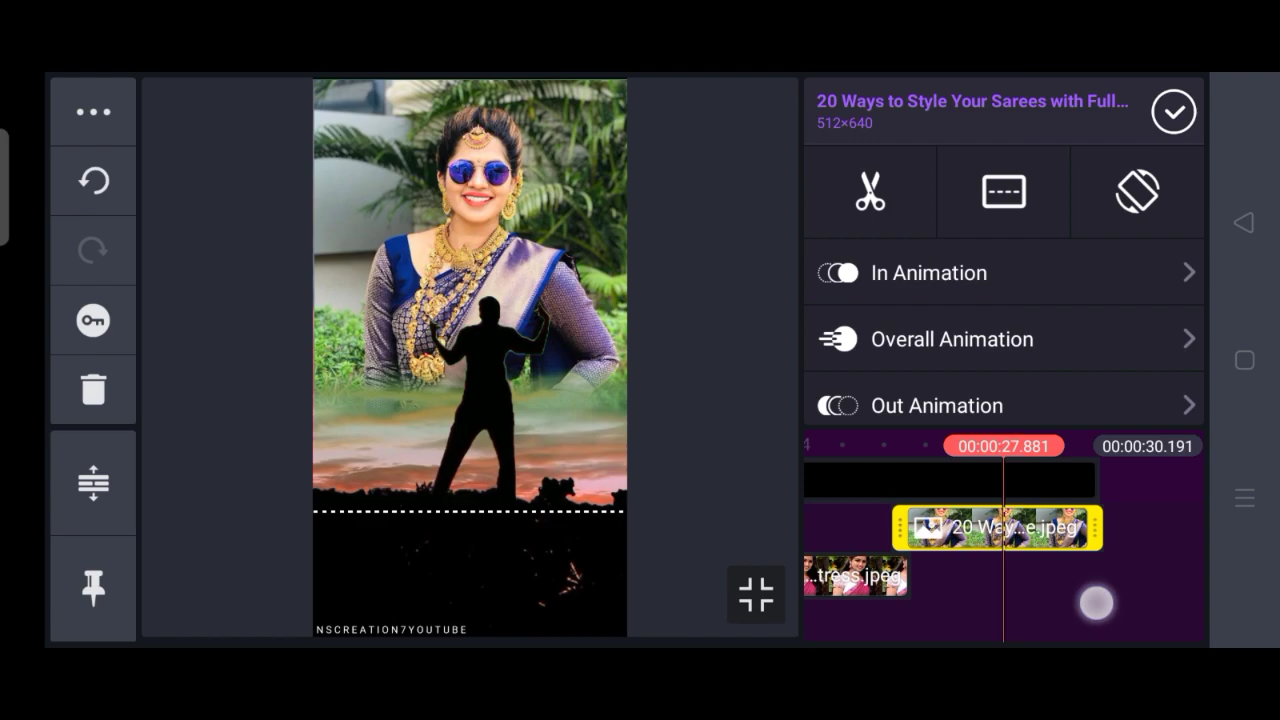 20 Ways to Style Your Sarees with Full...
512×640
In Animation
Overall Animation
Out Animation
4
00:00:27.881
00:00:30.191
20 Way...e.jpeg
...tress.jpeg
NSCREATION7YOUTUBE